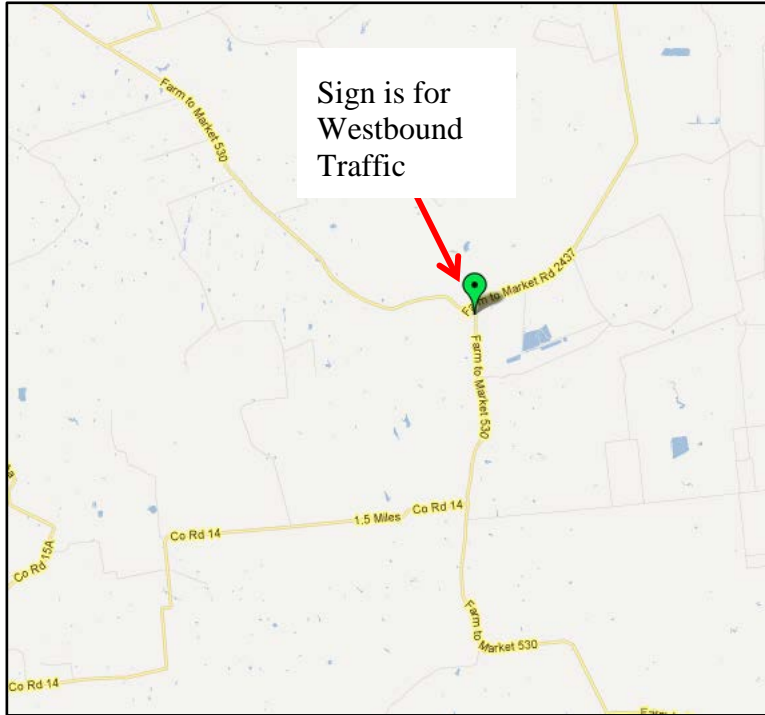 Farm to Market 530
Sign is for
Westbound
Traffic
Farm to Market Rd 2437
Farm to Market 530
1.5 Miles
Co Rd 14
Co Rd 14
Co Rd 15A
Farm to Market 530
Co Rd 14